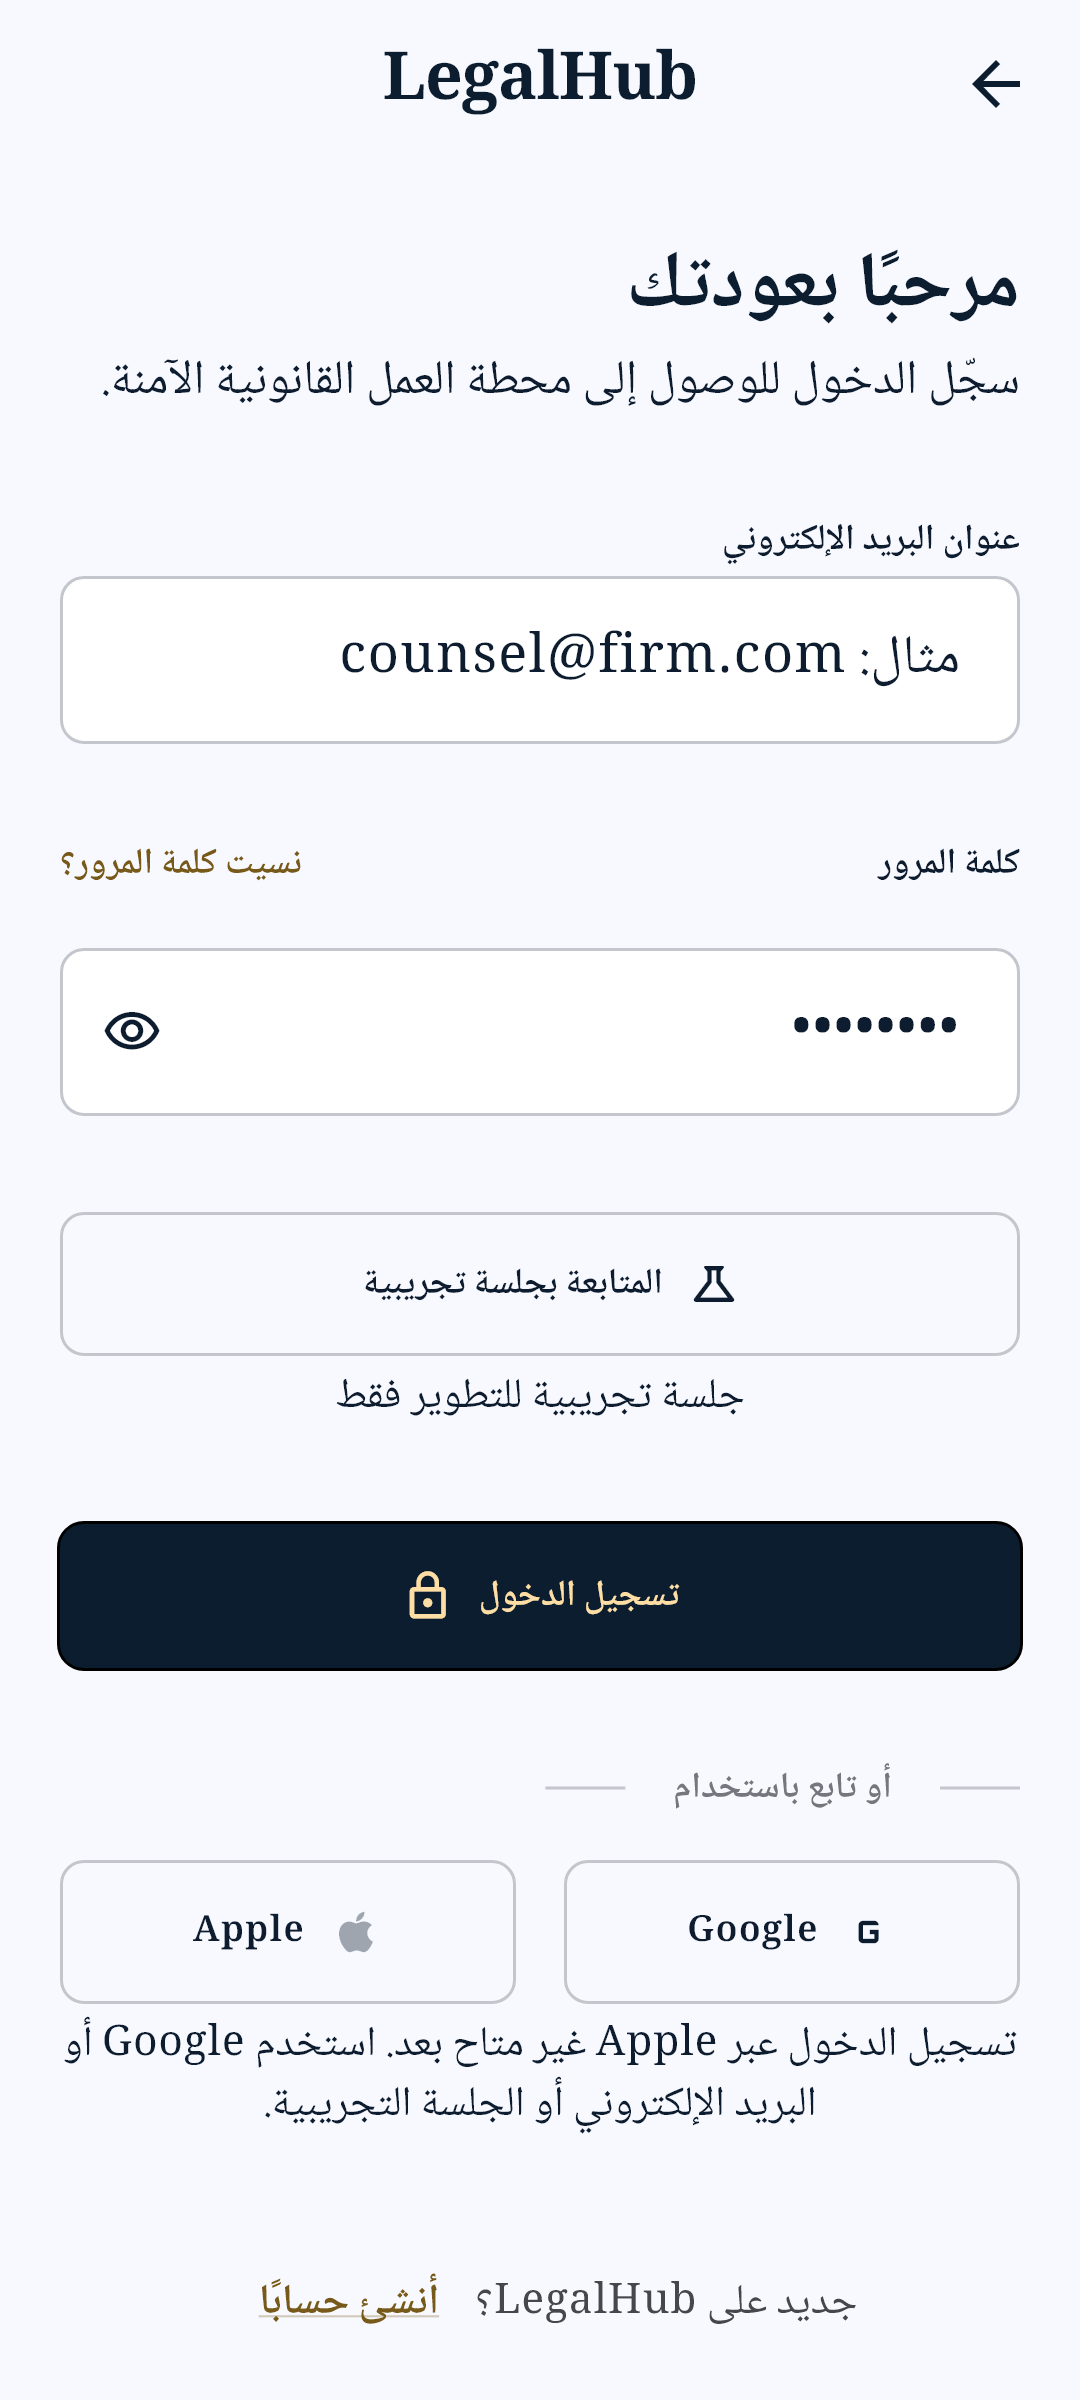 LegalHub
مرحبًا بعودتك
سجّل الدخول للوصول إلى محطة العمل القانونية الآمنة.
عنوان البريد الإلكتروني
مثال: counsel@firm.com
كلمة المرور
نسيت كلمة المرور؟
••••••••
المتابعة بجلسة تجريبية
جلسة تجريبية للتطوير فقط
تسجيل الدخول
أو تابع باستخدام
G Google
Apple
تسجيل الدخول عبر Apple غير متاح بعد. استخدم Google أو
البريد الإلكتروني أو الجلسة التجريبية.
جديد على LegalHub؟ أنشئ حسابًا